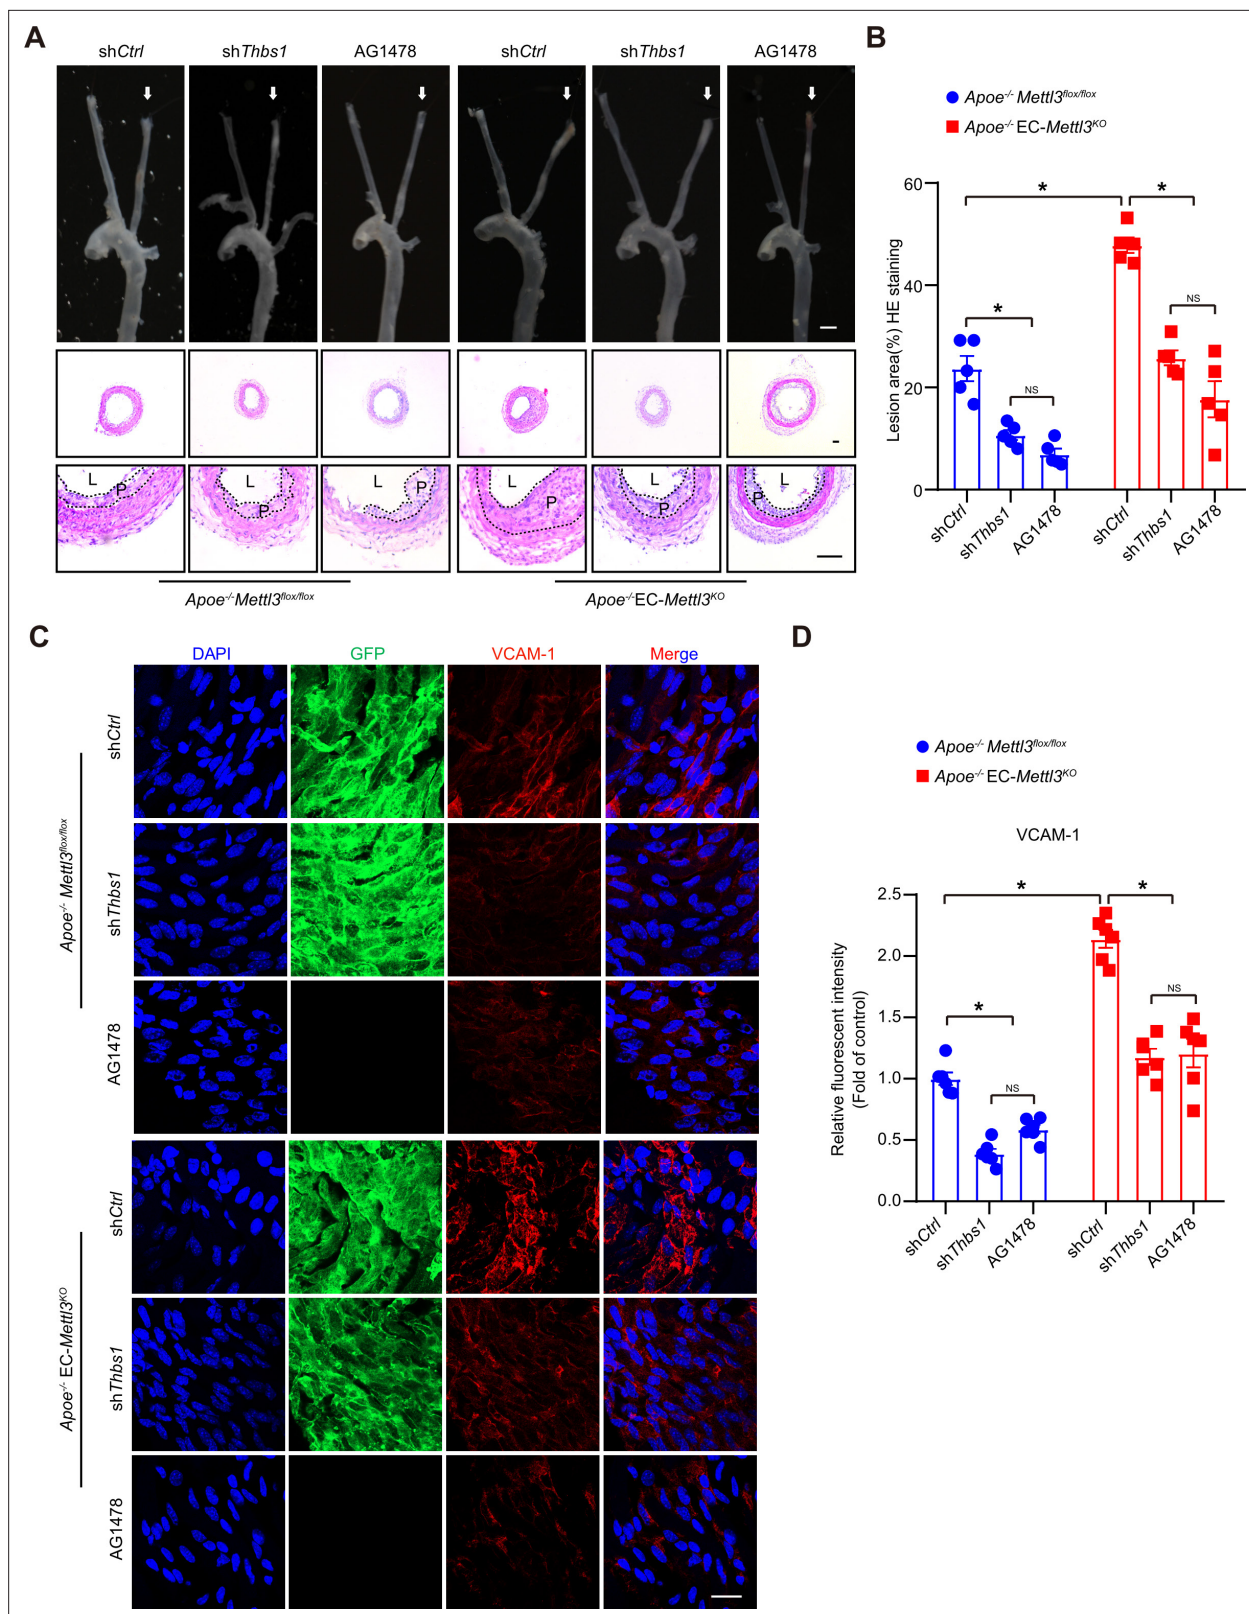 A
shCtrl shThbs1 AG1478 shCtrl shThbs1 AG1478
L P L P L P L P L P L P
Apoe-/-Mettl3flox/flox Apoe-/-EC-Mettl3KO
B
Apoe-/- Mettl3flox/flox
Apoe-/- EC-Mettl3KO
Lesion area(%) HE staining
60
40
20
0
* * *
NS NS
shCtrl shThbs1 AG1478 shCtrl shThbs1 AG1478
C
DAPI GFP VCAM-1 Merge
Apoe-/- Mettl3flox/flox
shCtrl
shThbs1
AG1478
Apoe-/- EC-Mettl3KO
shCtrl
shThbs1
AG1478
D
Apoe-/- Mettl3flox/flox
Apoe-/- EC-Mettl3KO
VCAM-1
Relative fluorescent intensity
(Fold of control)
2.5
2.0
1.5
1.0
0.5
0.0
* * *
NS NS
shCtrl shThbs1 AG1478 shCtrl shThbs1 AG1478